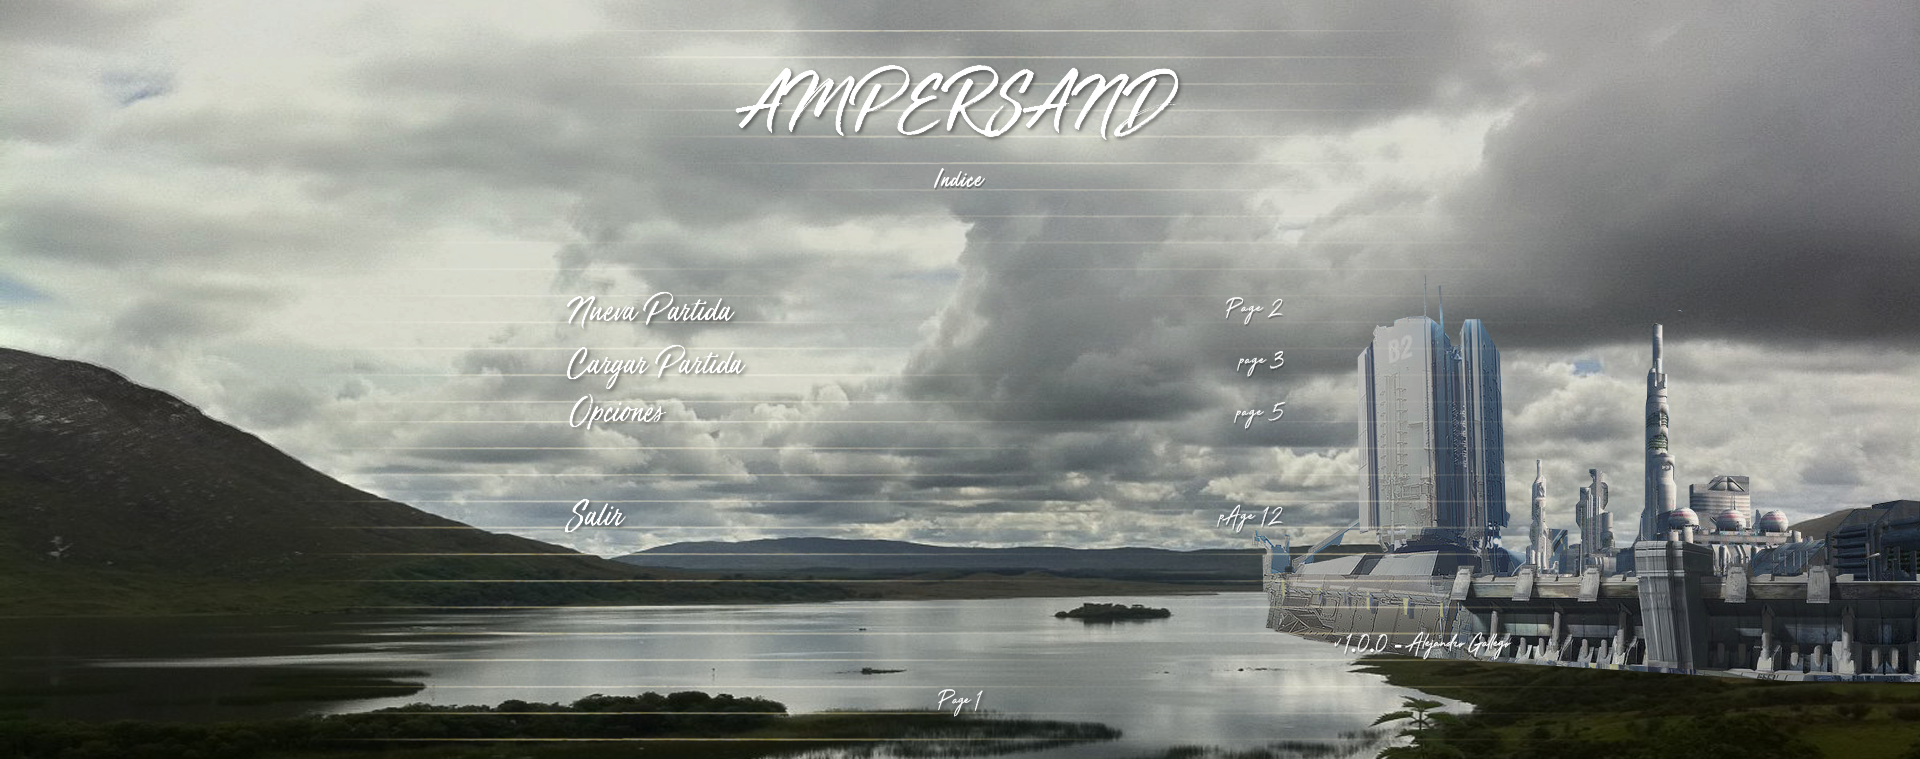 AMPERSAND
Indice
Nueva Partida Page 2
Cargar Partida page 3
Opciones page 5
Salir pAge 12
B2
v1.0.0 - Alejandro Gallego
Page 1